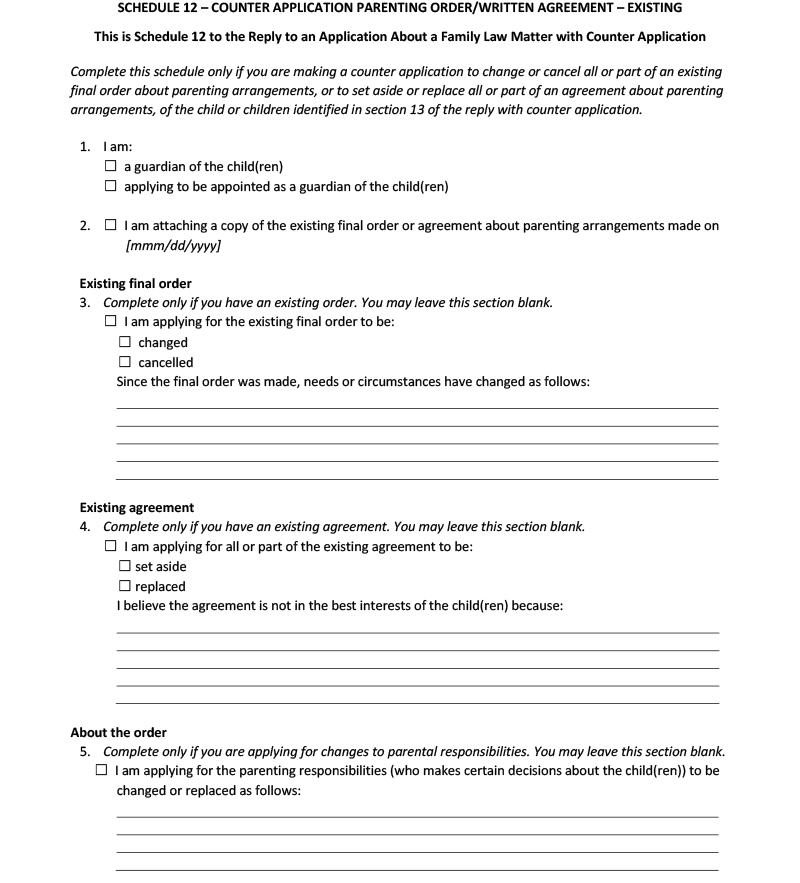 SCHEDULE 12 – COUNTER APPLICATION PARENTING ORDER/WRITTEN AGREEMENT – EXISTING
This is Schedule 12 to the Reply to an Application About a Family Law Matter with Counter Application
Complete this schedule only if you are making a counter application to change or cancel all or part of an existing
final order about parenting arrangements, or to set aside or replace all or part of an agreement about parenting
arrangements, of the child or children identified in section 13 of the reply with counter application.
1. I am:
☐ a guardian of the child(ren)
☐ applying to be appointed as a guardian of the child(ren)
2. ☐ I am attaching a copy of the existing final order or agreement about parenting arrangements made on
[mmm/dd/yyyy]
Existing final order
3. Complete only if you have an existing order. You may leave this section blank.
☐ I am applying for the existing final order to be:
☐ changed
☐ cancelled
Since the final order was made, needs or circumstances have changed as follows:
Existing agreement
4. Complete only if you have an existing agreement. You may leave this section blank.
☐ I am applying for all or part of the existing agreement to be:
☐ set aside
☐ replaced
I believe the agreement is not in the best interests of the child(ren) because:
About the order
5. Complete only if you are applying for changes to parental responsibilities. You may leave this section blank.
☐ I am applying for the parenting responsibilities (who makes certain decisions about the child(ren)) to be
changed or replaced as follows: